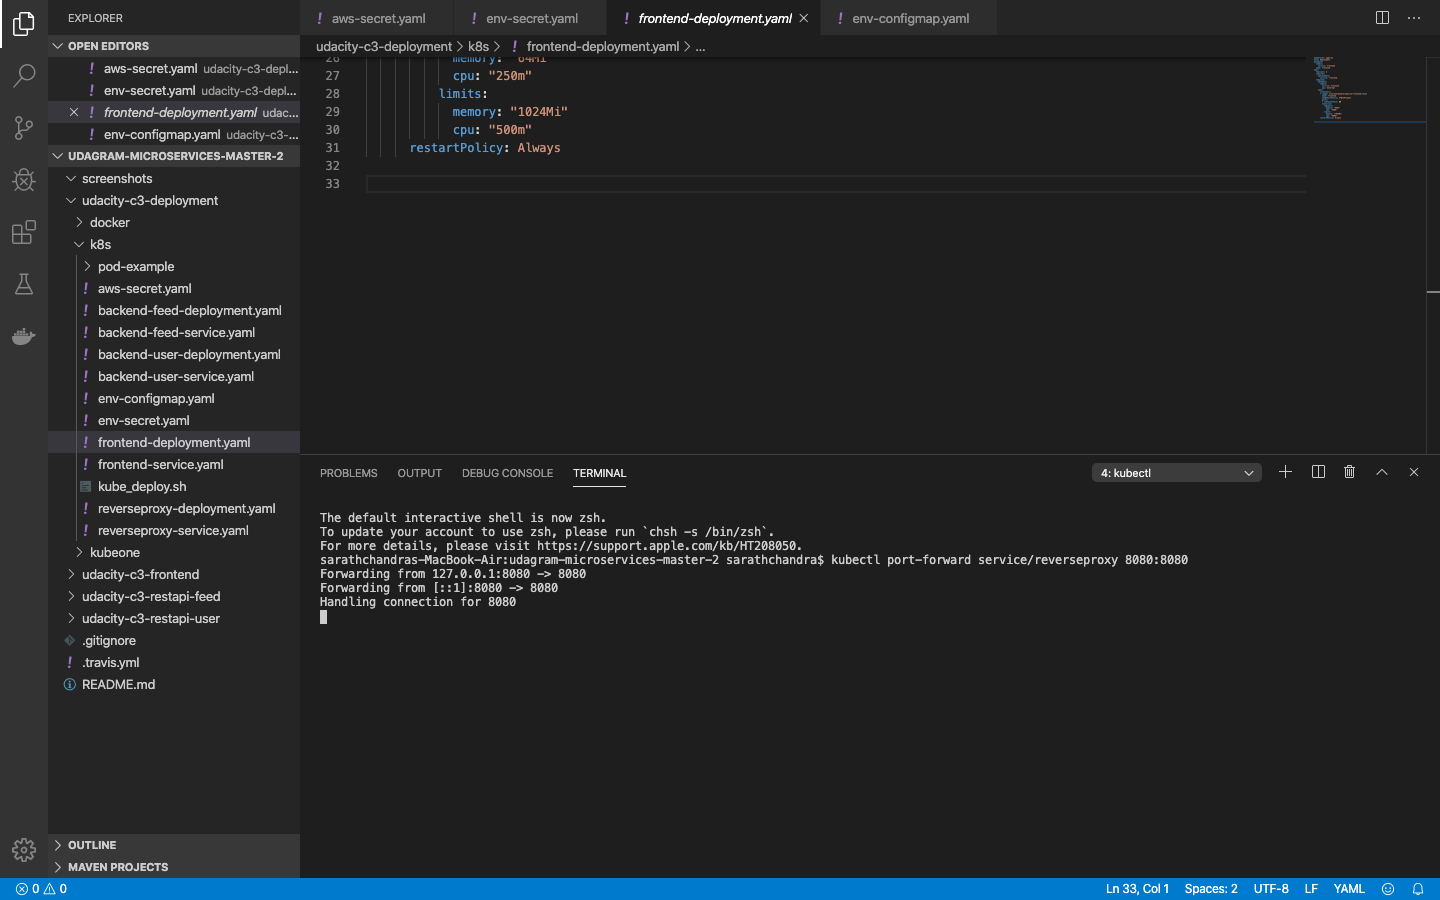 EXPLORER
OPEN EDITORS
! aws-secret.yaml udacity-c3-depl...
! env-secret.yaml udacity-c3-depl...
! frontend-deployment.yaml udac...
! env-configmap.yaml udacity-c3-...
UDAGRAM-MICROSERVICES-MASTER-2
screenshots
udacity-c3-deployment
docker
k8s
pod-example
! aws-secret.yaml
! backend-feed-deployment.yaml
! backend-feed-service.yaml
! backend-user-deployment.yaml
! backend-user-service.yaml
! env-configmap.yaml
! env-secret.yaml
! frontend-deployment.yaml
! frontend-service.yaml
kube_deploy.sh
! reverseproxy-deployment.yaml
! reverseproxy-service.yaml
kubeone
udacity-c3-frontend
udacity-c3-restapi-feed
udacity-c3-restapi-user
.gitignore
! .travis.yml
README.md
OUTLINE
MAVEN PROJECTS
! aws-secret.yaml ! env-secret.yaml ! frontend-deployment.yaml ! env-configmap.yaml ...
udacity-c3-deployment > k8s > ! frontend-deployment.yaml > ...
26 memory: "64Mi"
27 cpu: "250m"
28 limits:
29 memory: "1024Mi"
30 cpu: "500m"
31 restartPolicy: Always
32
33
PROBLEMS OUTPUT DEBUG CONSOLE TERMINAL 4: kubectl
The default interactive shell is now zsh.
To update your account to use zsh, please run `chsh -s /bin/zsh`.
For more details, please visit https://support.apple.com/kb/HT208050.
sarathchandras-MacBook-Air:udagram-microservices-master-2 sarathchandra$ kubectl port-forward service/reverseproxy 8080:8080
Forwarding from 127.0.0.1:8080 -> 8080
Forwarding from [::1]:8080 -> 8080
Handling connection for 8080
0 0 Ln 33, Col 1 Spaces: 2 UTF-8 LF YAML